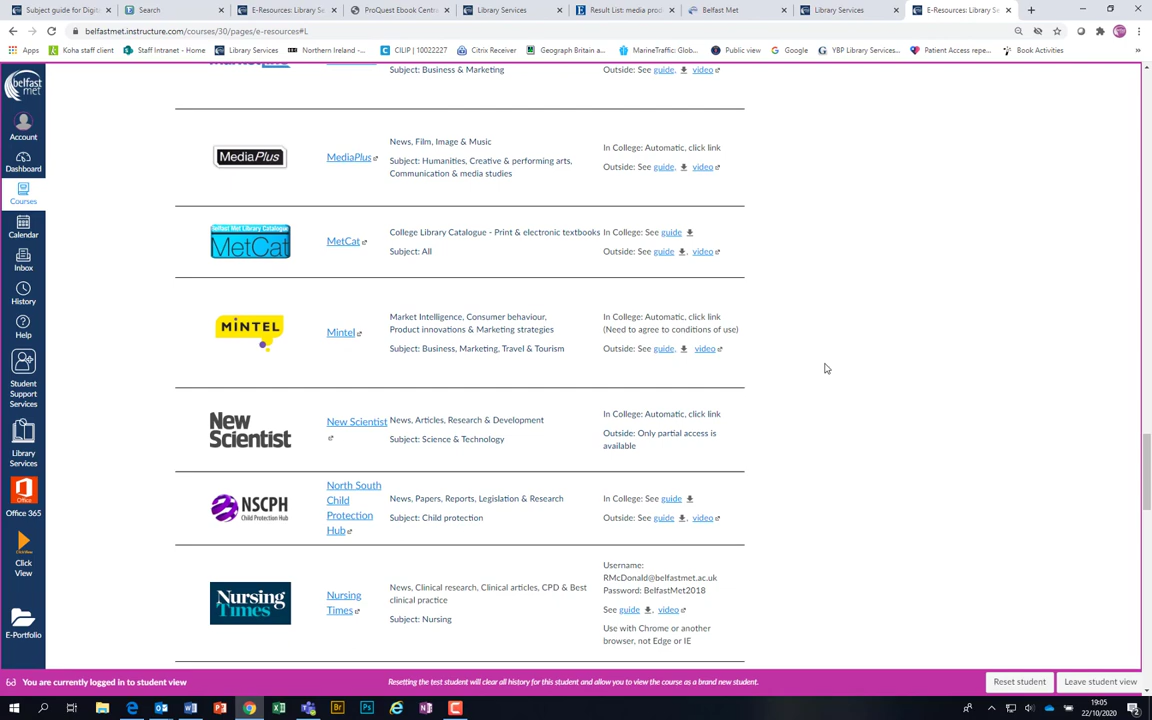 Subject guide for Digit
Search
E-Resources: Library Se
ProQuest Ebook Centra
Library Services
Result List: media prod
Belfast Met
Library Services
E-Resources: Library Se
belfastmet.instructure.com/courses/30/pages/e-resources#L
Apps
Koha staff client
Staff Intranet - Home
Library Services
Northern Ireland -...
CILIP | 10022227
Citrix Receiver
Geograph Britain a...
MarineTraffic: Glob...
Public view
Google
YBP Library Services...
Patient Access repe...
Book Activities
belfast met
Account
Dashboard
Courses
Calendar
Inbox
History
Help
Student
Support
Services
Library
Services
Office 365
Click
View
E-Portfolio
Subject: Business & Marketing
Outside: See guide, video
MediaPlus
MediaPlus
News, Film, Image & Music
Subject: Humanities, Creative & performing arts,
Communication & media studies
In College: Automatic, click link
Outside: See guide, video
Belfast Met Library Catalogue
MetCat
MetCat
College Library Catalogue - Print & electronic textbooks
Subject: All
In College: See guide
Outside: See guide, video
MINTEL
Mintel
Market Intelligence, Consumer behaviour,
Product innovations & Marketing strategies
Subject: Business, Marketing, Travel & Tourism
In College: Automatic, click link
(Need to agree to conditions of use)
Outside: See guide, video
New
Scientist
New Scientist
News, Articles, Research & Development
Subject: Science & Technology
In College: Automatic, click link
Outside: Only partial access is
available
NSCPH
Child Protection Hub
North South
Child
Protection
Hub
News, Papers, Reports, Legislation & Research
Subject: Child protection
In College: See guide
Outside: See guide, video
Nursing
Times
Nursing
Times
News, Clinical research, Clinical articles, CPD & Best
clinical practice
Subject: Nursing
Username:
RMcDonald@belfastmet.ac.uk
Password: BelfastMet2018
See guide, video
Use with Chrome or another
browser, not Edge or IE
You are currently logged in to student view
Resetting the test student will clear all history for this student and allow you to view the course as a brand new student.
Reset student
Leave student view
19:05
22/10/2020